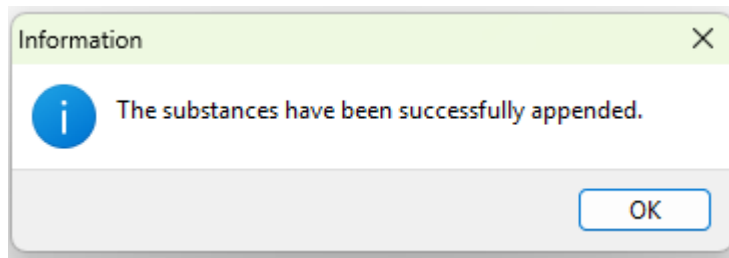 Information
The substances have been successfully appended.
OK